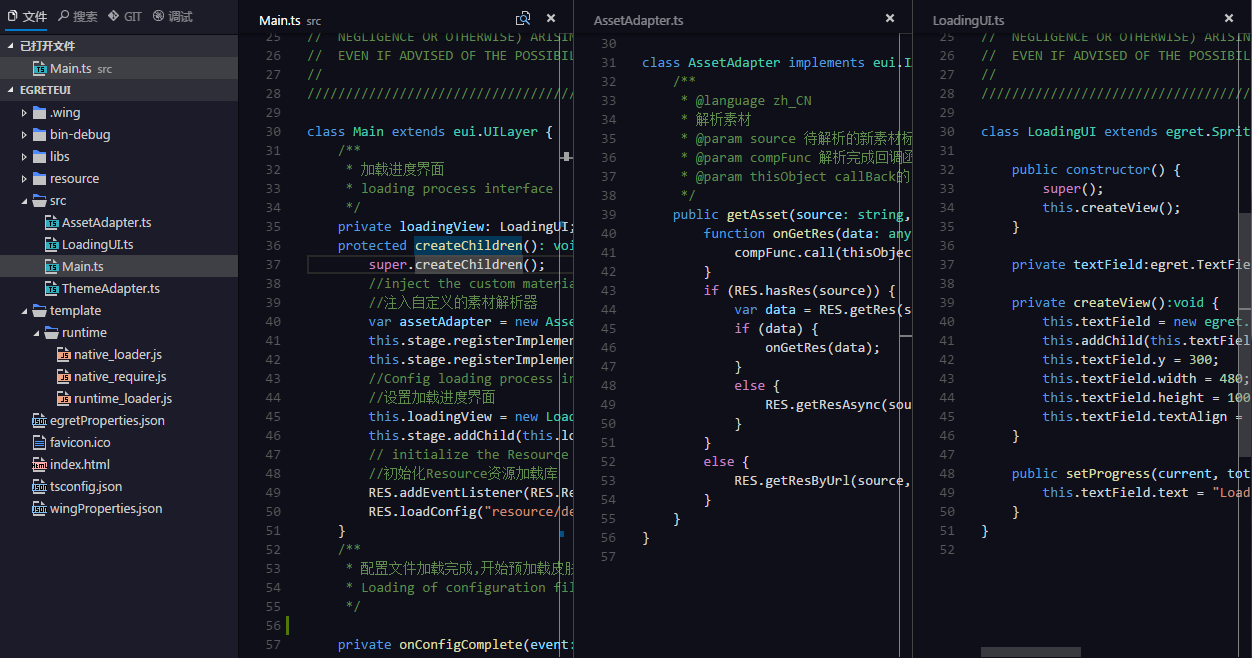 文件 搜索 GIT 调试
已打开文件
Main.ts src
EGRETEUI
.wing
bin-debug
libs
resource
src
AssetAdapter.ts
LoadingUI.ts
Main.ts
ThemeAdapter.ts
template
runtime
native_loader.js
native_require.js
runtime_loader.js
egretProperties.json
favicon.ico
index.html
tsconfig.json
wingProperties.json
Main.ts src
25 // NEGLIGENCE OR OTHERWISE) ARISIN
26 // EVEN IF ADVISED OF THE POSSIBIL
27 //
28 //////////////////////////////////
29
30 class Main extends eui.UILayer {
31 /**
32 * 加载进度界面
33 * loading process interface
34 */
35 private loadingView: LoadingUI;
36 protected createChildren(): voi
37 super.createChildren();
38 //inject the custom materia
39 //注入自定义的素材解析器
40 var assetAdapter = new Asse
41 this.stage.registerImplemen
42 this.stage.registerImplemen
43 //Config loading process in
44 //设置加载进度界面
45 this.loadingView = new Load
46 this.stage.addChild(this.lo
47 // initialize the Resource
48 //初始化Resource资源加载库
49 RES.addEventListener(RES.Re
50 RES.loadConfig("resource/de
51 }
52 /**
53 * 配置文件加载完成,开始预加载皮肤
54 * Loading of configuration fil
55 */
56
57 private onConfigComplete(event:
AssetAdapter.ts
30
31 class AssetAdapter implements eui.I
32 /**
33 * @language zh_CN
34 * 解析素材
35 * @param source 待解析的新素材标
36 * @param compFunc 解析完成回调函
37 * @param thisObject callBack的
38 */
39 public getAsset(source: string,
40 function onGetRes(data: any
41 compFunc.call(thisObjec
42 }
43 if (RES.hasRes(source)) {
44 var data = RES.getRes(s
45 if (data) {
46 onGetRes(data);
47 }
48 else {
49 RES.getResAsync(sou
50 }
51 }
52 else {
53 RES.getResByUrl(source,
54 }
55 }
56 }
57
LoadingUI.ts
25 // NEGLIGENCE OR OTHERWISE) ARISIN
26 // EVEN IF ADVISED OF THE POSSIBIL
27 //
28 //////////////////////////////////
29
30 class LoadingUI extends egret.Sprit
31
32 public constructor() {
33 super();
34 this.createView();
35 }
36
37 private textField:egret.TextFie
38
39 private createView():void {
40 this.textField = new egret.
41 this.addChild(this.textFiel
42 this.textField.y = 300;
43 this.textField.width = 480;
44 this.textField.height = 100
45 this.textField.textAlign =
46 }
47
48 public setProgress(current, tot
49 this.textField.text = "Load
50 }
51 }
52